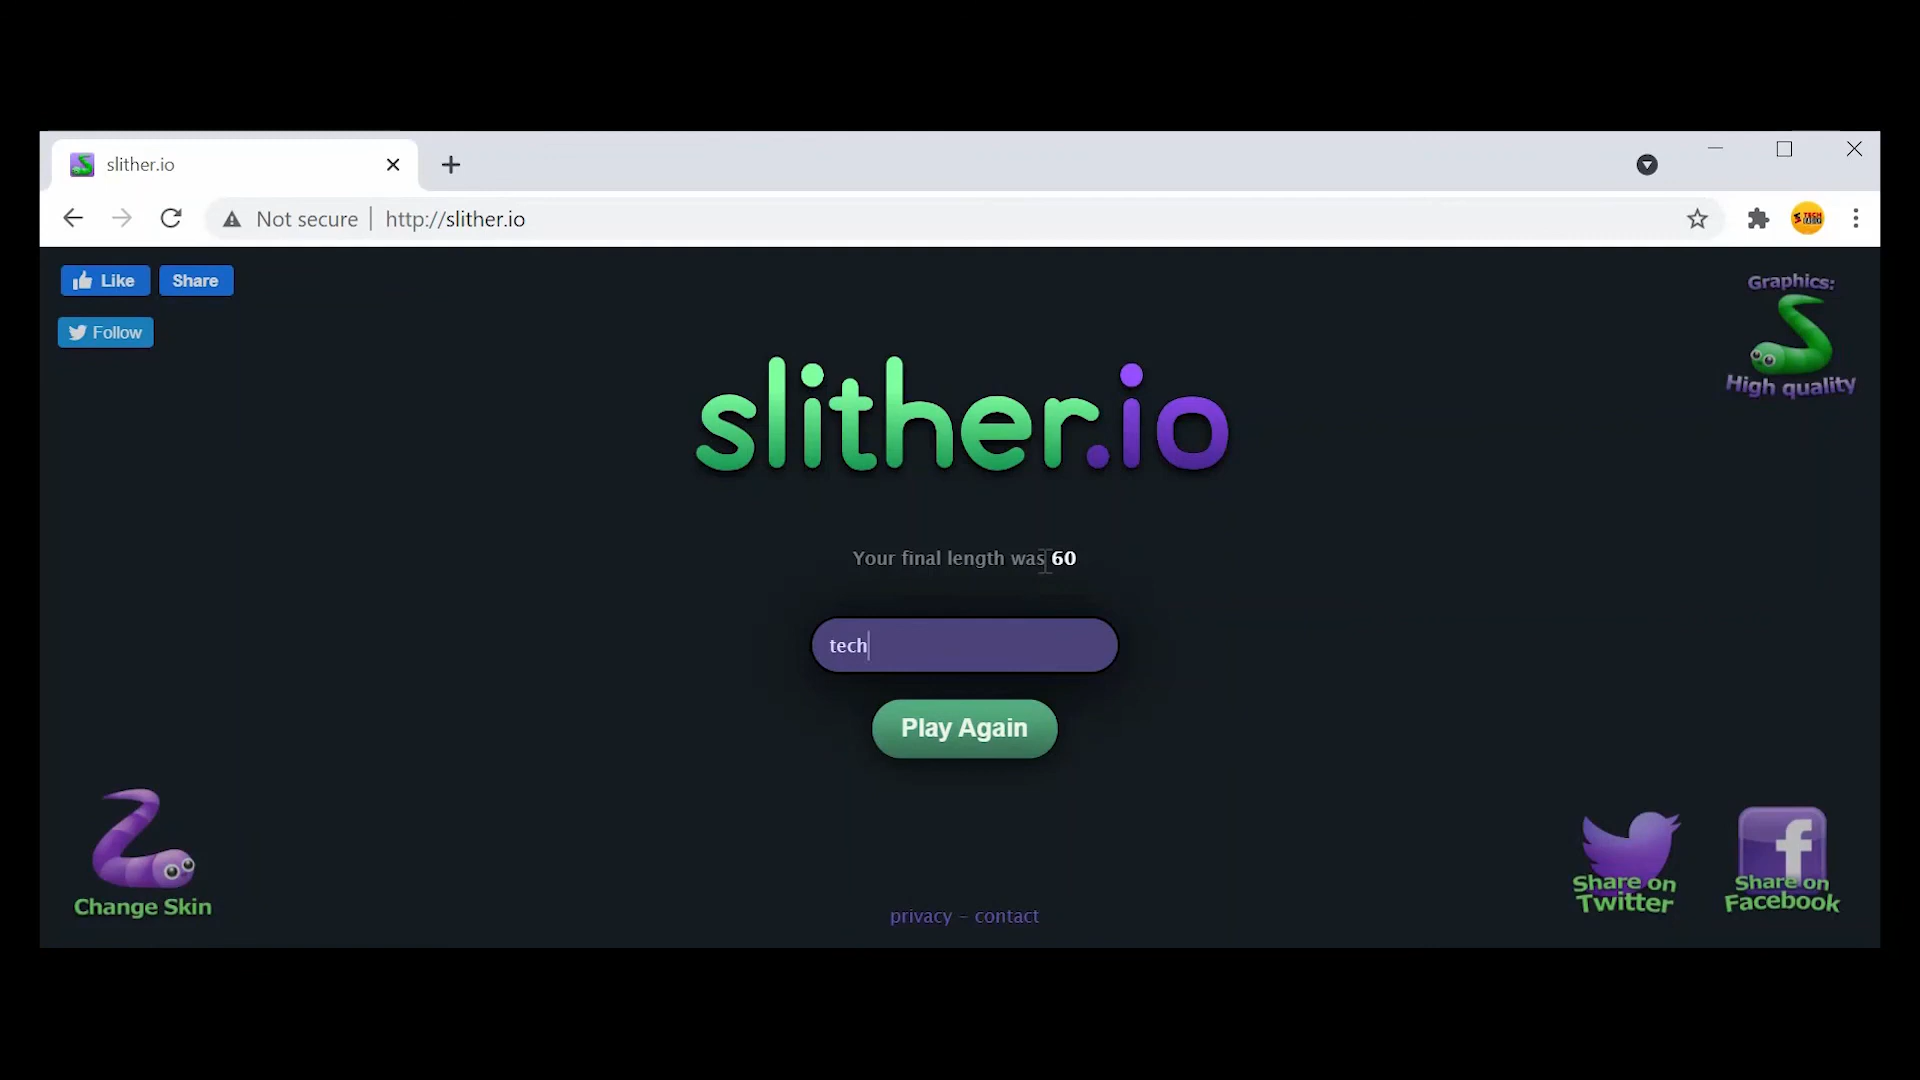 slither.io
Not secure | http://slither.io
Like Share
Follow
Graphics:
High quality
slither.io
Your final length was 60
tech
Play Again
Change Skin
Share on
Twitter
Share on
Facebook
privacy - contact